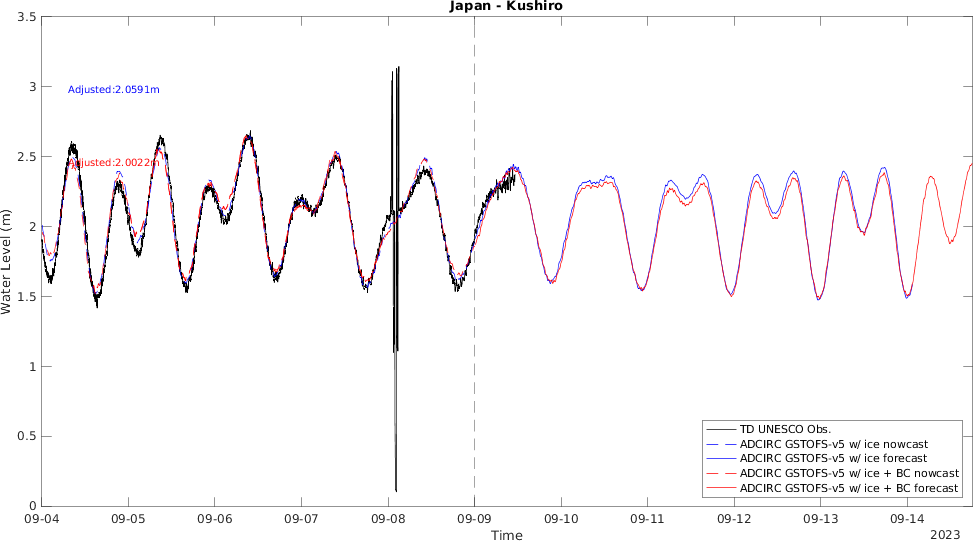 Japan - Kushiro
3.5
3
2.5
2
1.5
1
0.5
0
Water Level (m)
Adjusted:2.0591m
Adjusted:2.0022m
TD UNESCO Obs.
ADCIRC GSTOFS-v5 w/ ice nowcast
ADCIRC GSTOFS-v5 w/ ice forecast
ADCIRC GSTOFS-v5 w/ ice + BC nowcast
ADCIRC GSTOFS-v5 w/ ice + BC forecast
09-04 09-05 09-06 09-07 09-08 09-09 09-10 09-11 09-12 09-13 09-14
Time
2023